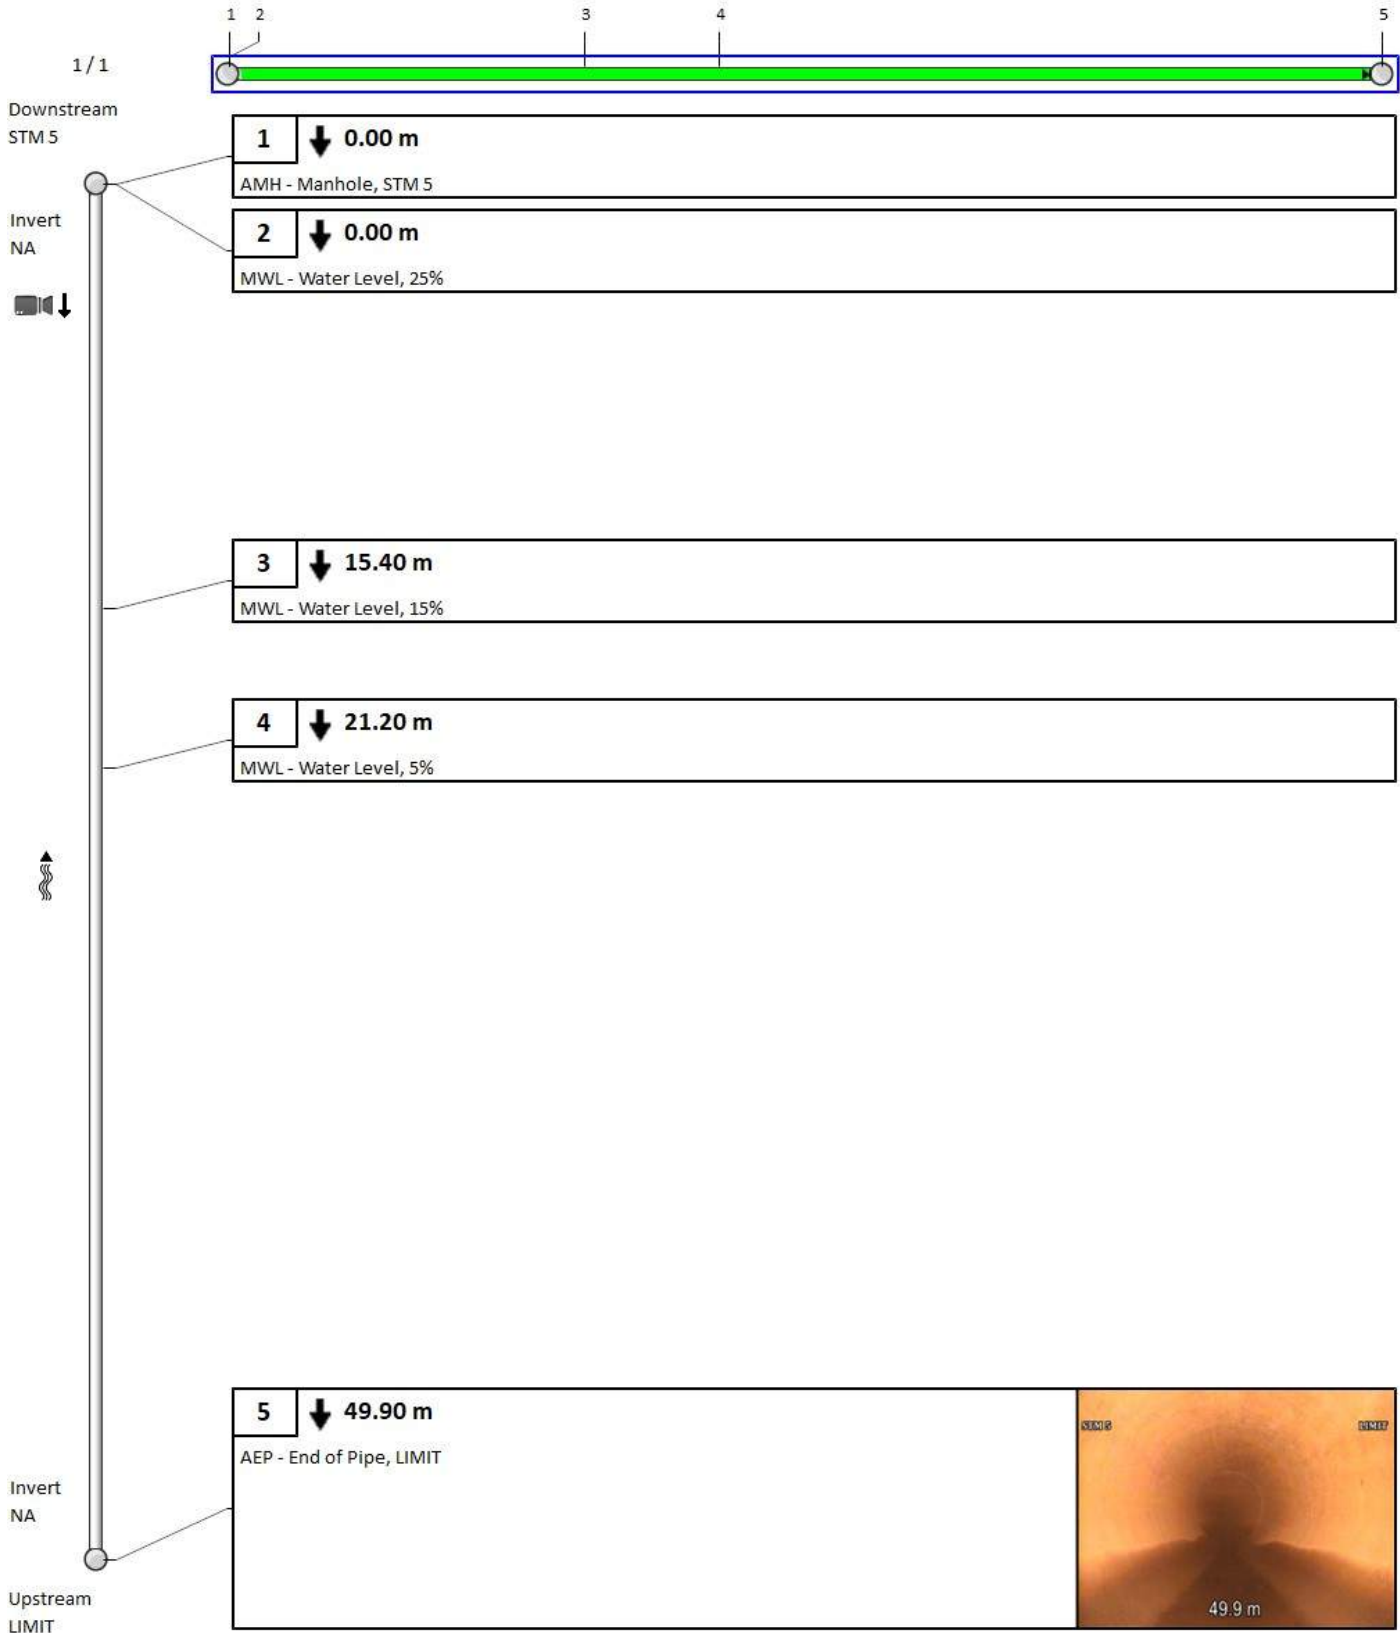 1 2 3 4 5
1 / 1
Downstream
STM 5
1 0.00 m
AMH - Manhole, STM 5
Invert
NA
2 0.00 m
MWL - Water Level, 25%
3 15.40 m
MWL - Water Level, 15%
4 21.20 m
MWL - Water Level, 5%
5 49.90 m
AEP - End of Pipe, LIMIT
STM 5 LIMIT
49.9 m
Invert
NA
Upstream
LIMIT